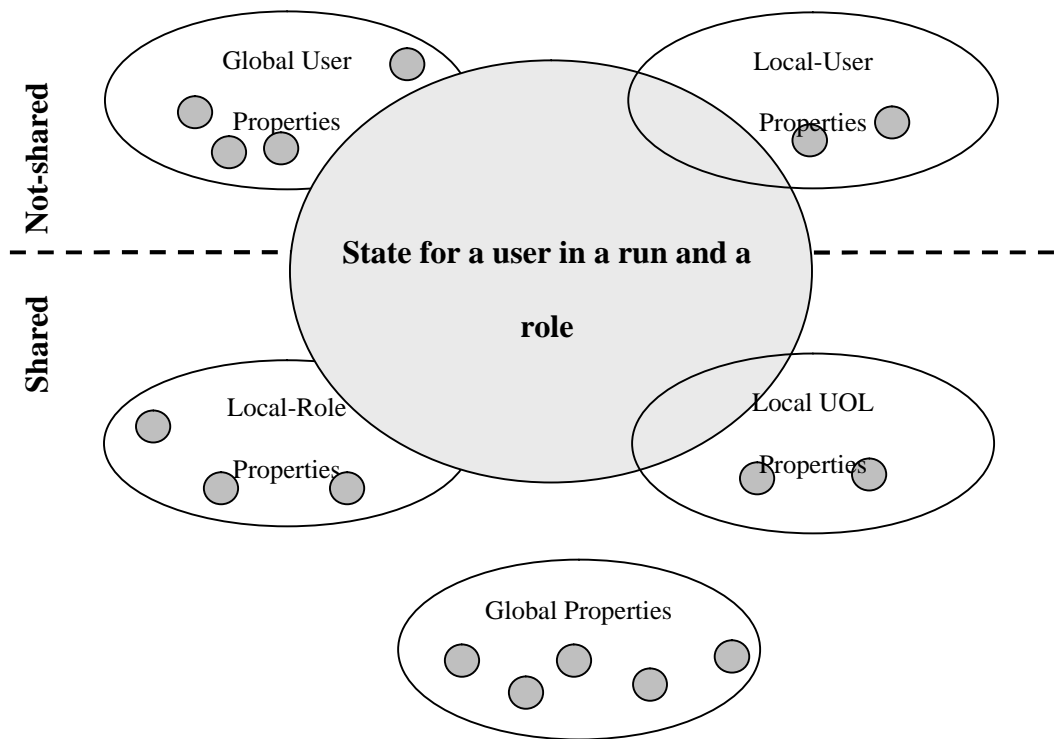 Not-shared
Global User
Properties
Local-User
Properties
State for a user in a run and a
role
Shared
Local-Role
Properties
Local UOL
Properties
Global Properties